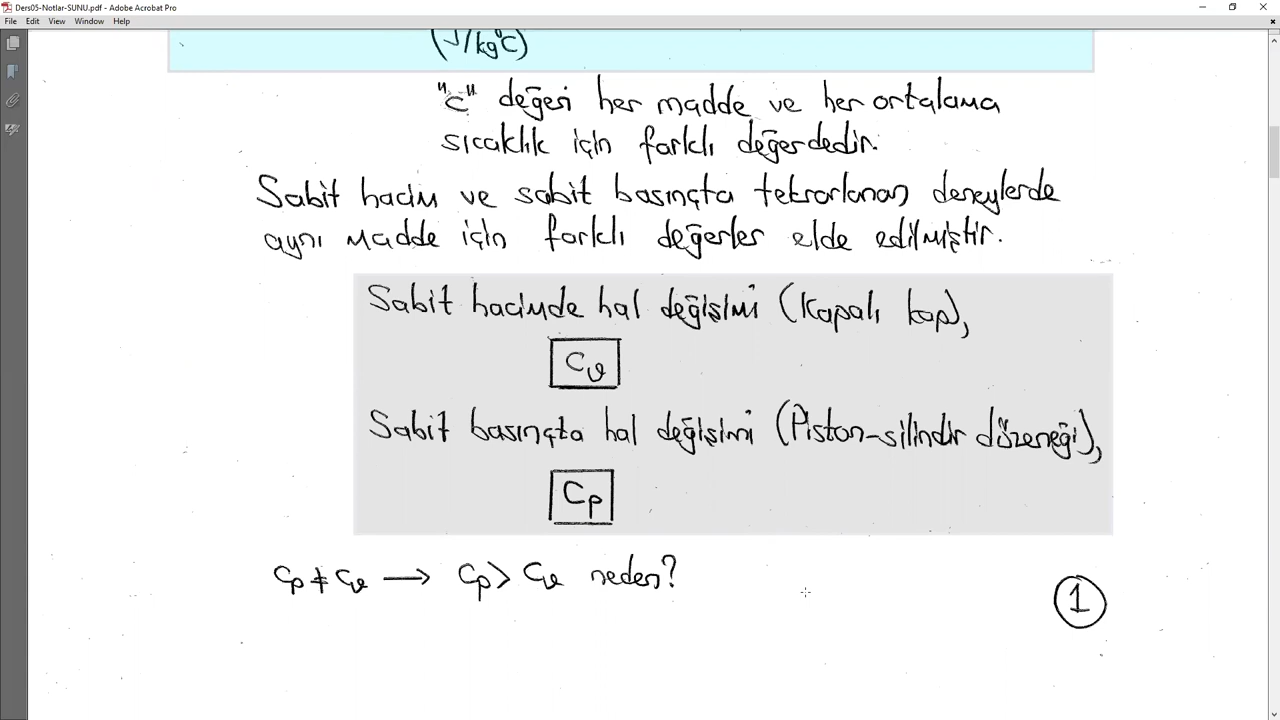 Ders05-Notlar-SUNU.pdf - Adobe Acrobat Pro
File Edit View Window Help
(J/kg°C)
"c" değeri her madde ve her ortalama
sıcaklık için farklı değerdedir.
Sabit hacim ve sabit basınçta tekrarlanan deneylerde
aynı madde için farklı değerler elde edilmiştir.
Sabit hacimde hal değişimi (Kapalı kap),
Cv
Sabit basınçta hal değişimi (Piston-silindir düzeneği),
Cp
Cp ≠ Cv → Cp > Cv neden?
1